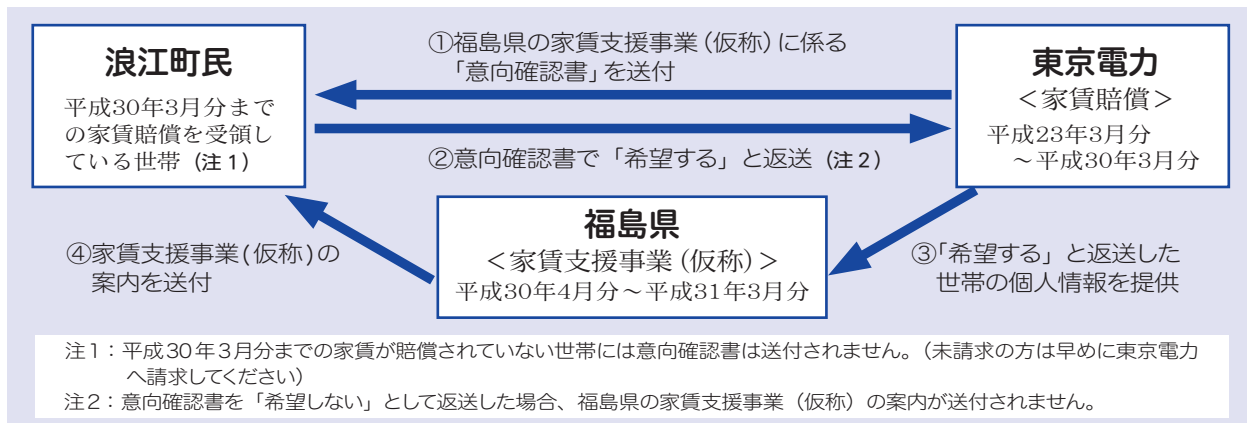 浪江町民
平成30年3月分まで
の家賃賠償を受領し
ている世帯（注1）
①福島県の家賃支援事業（仮称）に係る
「意向確認書」を送付
②意向確認書で「希望する」と返送（注2）
東京電力
＜家賃賠償＞
平成23年3月分
～平成30年3月分
福島県
＜家賃支援事業（仮称）＞
平成30年4月分～平成31年3月分
③「希望する」と返送した
世帯の個人情報を提供
④家賃支援事業(仮称)の
案内を送付
注1：平成30年3月分までの家賃が賠償されていない世帯には意向確認書は送付されません。（未請求の方は早めに東京電力
へ請求してください）
注2：意向確認書を「希望しない」として返送した場合、福島県の家賃支援事業（仮称）の案内が送付されません。